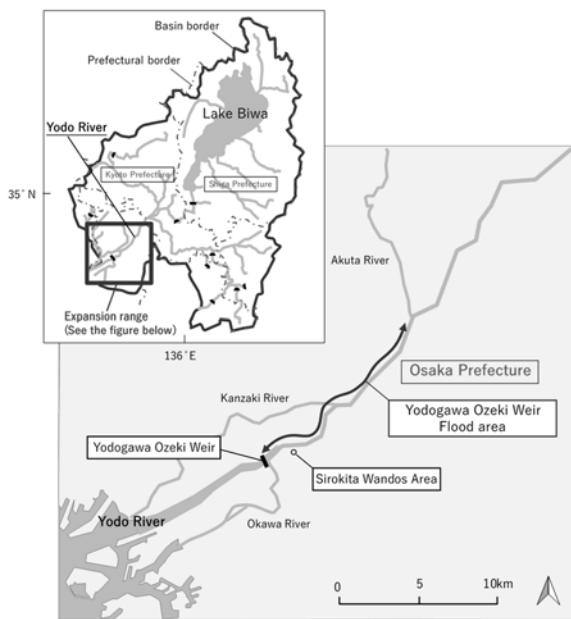 Basin border
Prefectural border
Lake Biwa
Yodo River
Kyoto Prefecture
Shiga Prefecture
35° N
Expansion range
(See the figure below)
136°E
Akuta River
Osaka Prefecture
Kanzaki River
Yodogawa Ozeki Weir
Flood area
Yodogawa Ozeki Weir
Sirokita Wandos Area
Yodo River
Okawa River
0
5
10km